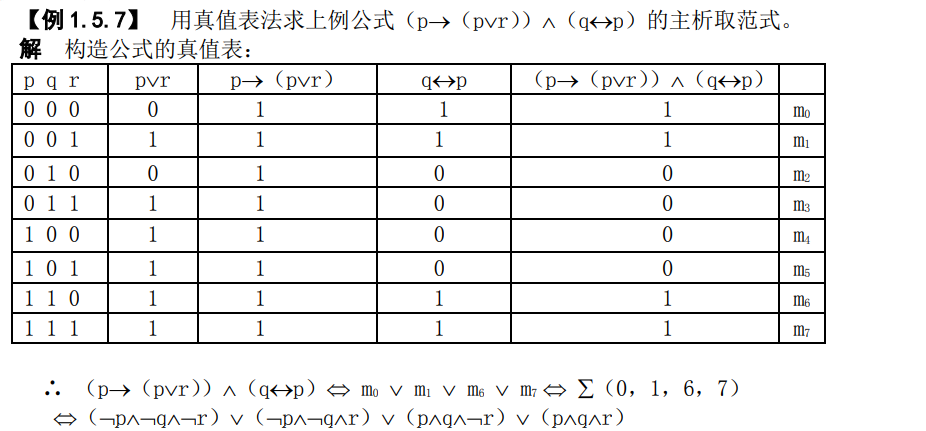 【例1.5.7】 用真值表法求上例公式（p→（p∨r））∧（q↔p）的主析取范式。
解 构造公式的真值表：
p q r p∨r p→（p∨r） q↔p （p→（p∨r））∧（q↔p）
0 0 0 0 1 1 1 m₀
0 0 1 1 1 1 1 m₁
0 1 0 0 1 0 0 m₂
0 1 1 1 1 0 0 m₃
1 0 0 1 1 0 0 m₄
1 0 1 1 1 0 0 m₅
1 1 0 1 1 1 1 m₆
1 1 1 1 1 1 1 m₇
∴ （p→（p∨r））∧（q↔p）⇔ m₀ ∨ m₁ ∨ m₆ ∨ m₇ ⇔ ∑（0，1，6，7）
⇔（¬p∧¬q∧¬r）∨（¬p∧¬q∧r）∨（p∧q∧¬r）∨（p∧q∧r）